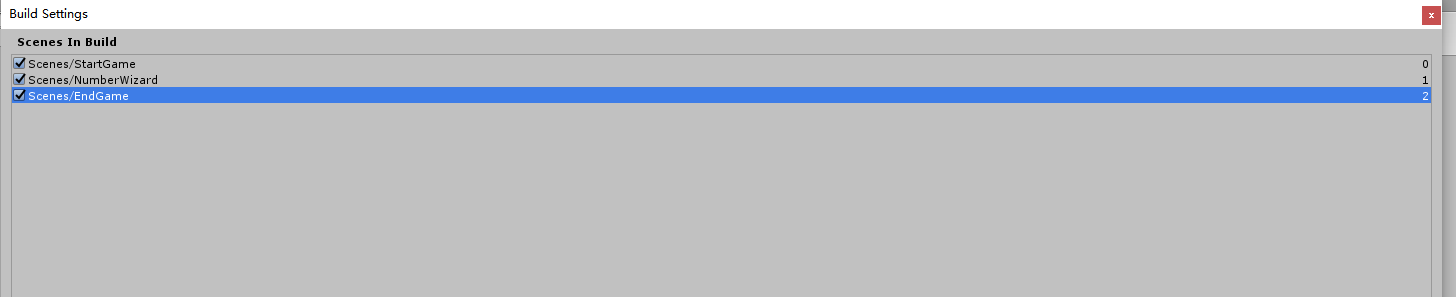 Build Settings
x
Scenes In Build
Scenes/StartGame 0
Scenes/NumberWizard 1
Scenes/EndGame 2